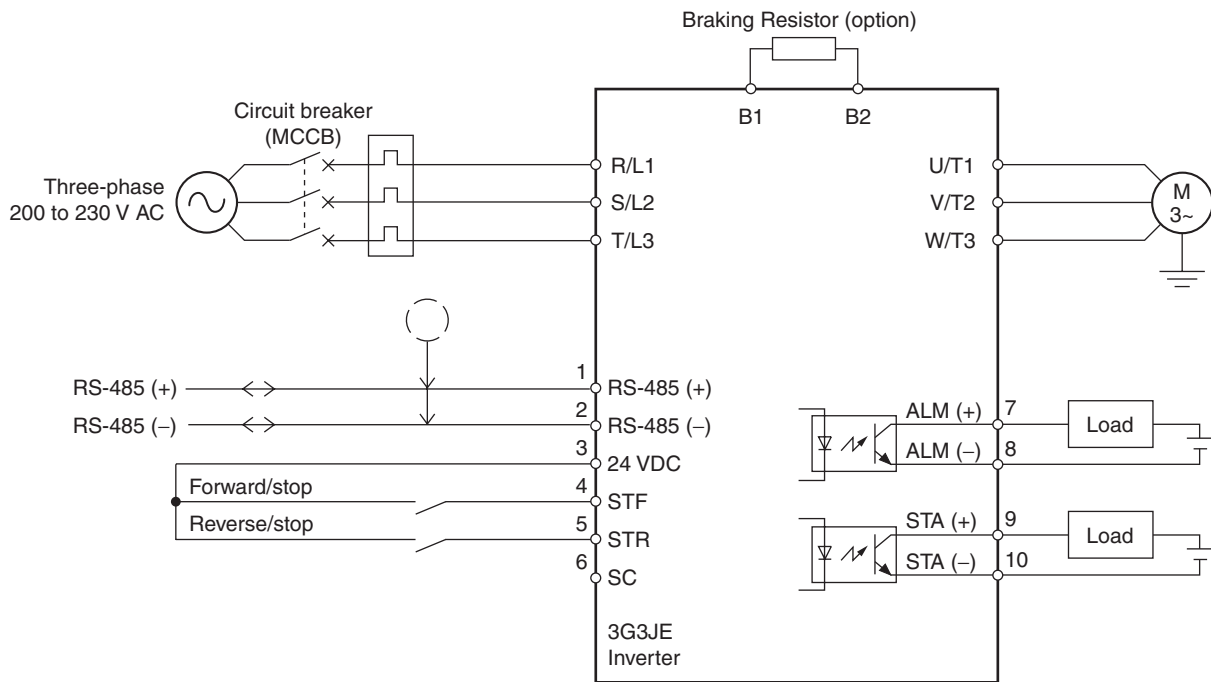 Braking Resistor (option)
B1
B2
Circuit breaker
(MCCB)
Three-phase
200 to 230 V AC
R/L1
S/L2
T/L3
U/T1
V/T2
W/T3
M
3~
RS-485 (+)
RS-485 (−)
1
2
3
4
5
6
RS-485 (+)
RS-485 (−)
24 VDC
STF
STR
SC
Forward/stop
Reverse/stop
ALM (+)
ALM (−)
7
8
Load
STA (+)
STA (−)
9
10
Load
3G3JE
Inverter